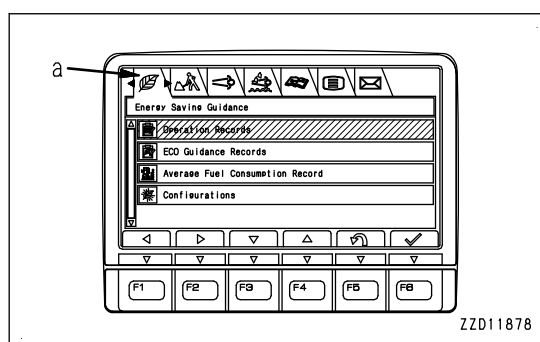 a
Energy Saving Guidance
Operation Records
ECO Guidance Records
Average Fuel Consumption Record
Configurations
F1 F2 F3 F4 F5 F6
ZZD11878